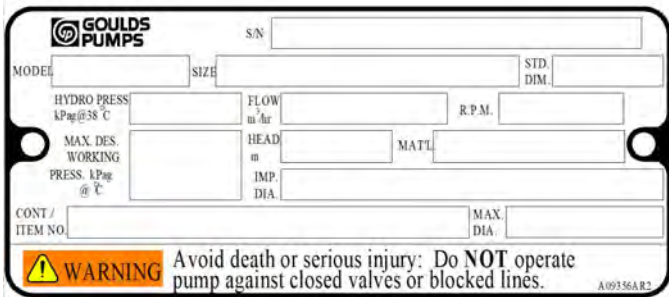 GOULDS
PUMPS
S/N
MODEL SIZE STD.
DIM.
HYDRO PRESS FLOW R.P.M.
kPag@38 °C m³/hr
MAX. DES. HEAD MAT'L.
WORKING m
PRESS. kPag IMP.
@ °C DIA.
CONT / MAX.
ITEM NO. DIA.
WARNING Avoid death or serious injury: Do NOT operate
pump against closed valves or blocked lines.
A09356AR2